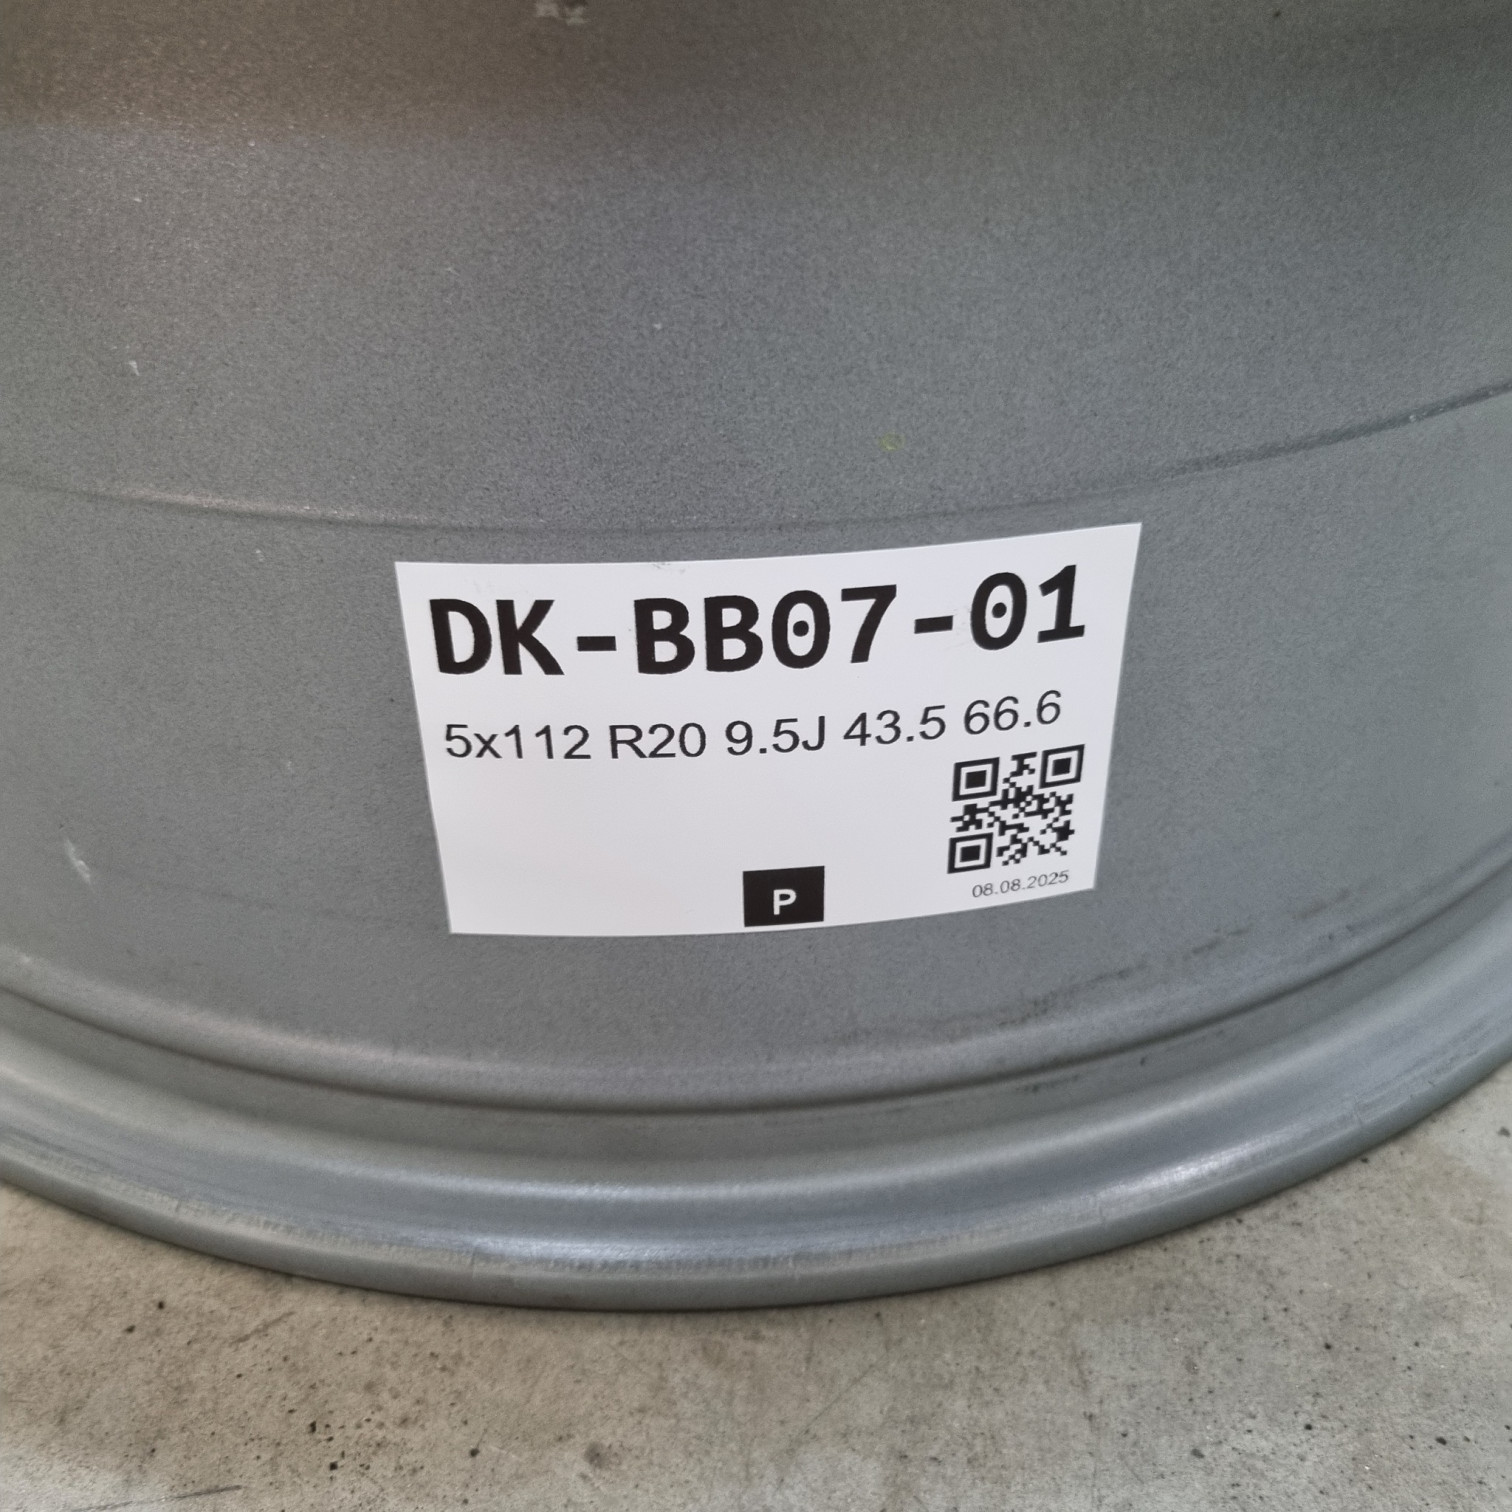 DK-BB07-01
5x112 R20 9.5J 43.5 66.6
08.08.2025
P